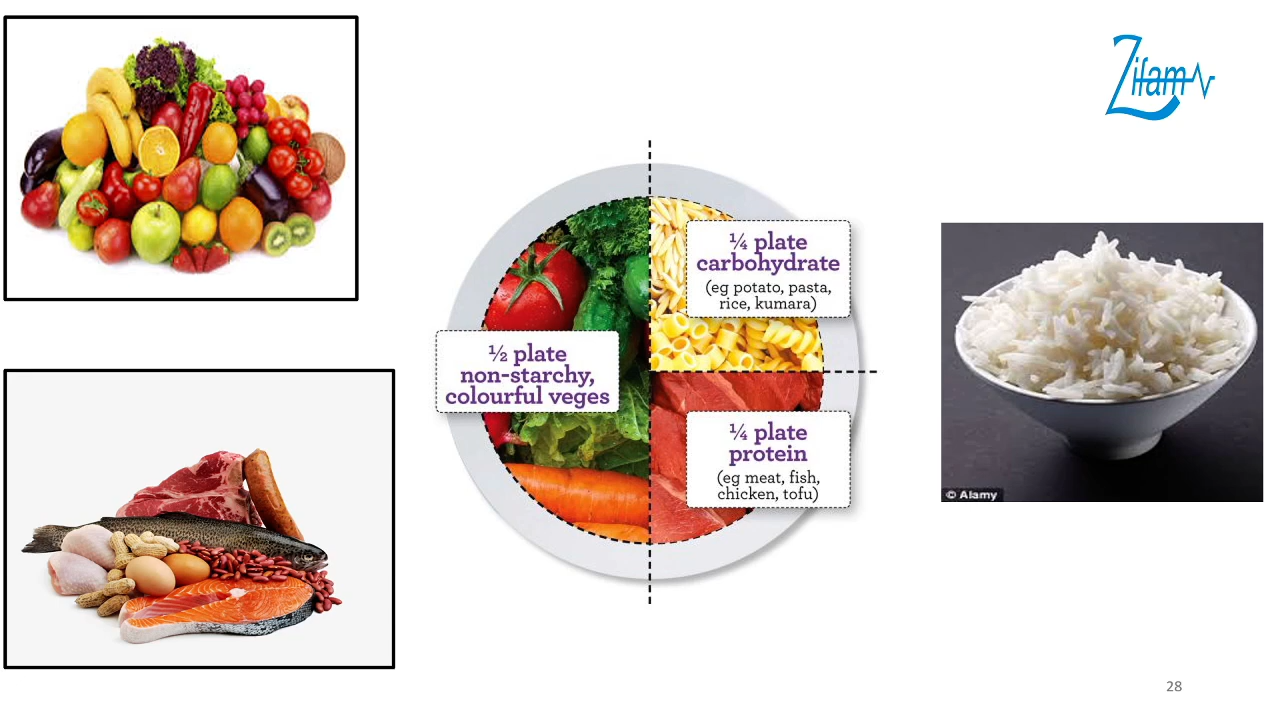 Zifam
¼ plate
carbohydrate
(eg potato, pasta,
rice, kumara)
½ plate
non-starchy,
colourful veges
¼ plate
protein
(eg meat, fish,
chicken, tofu)
© Alamy
28